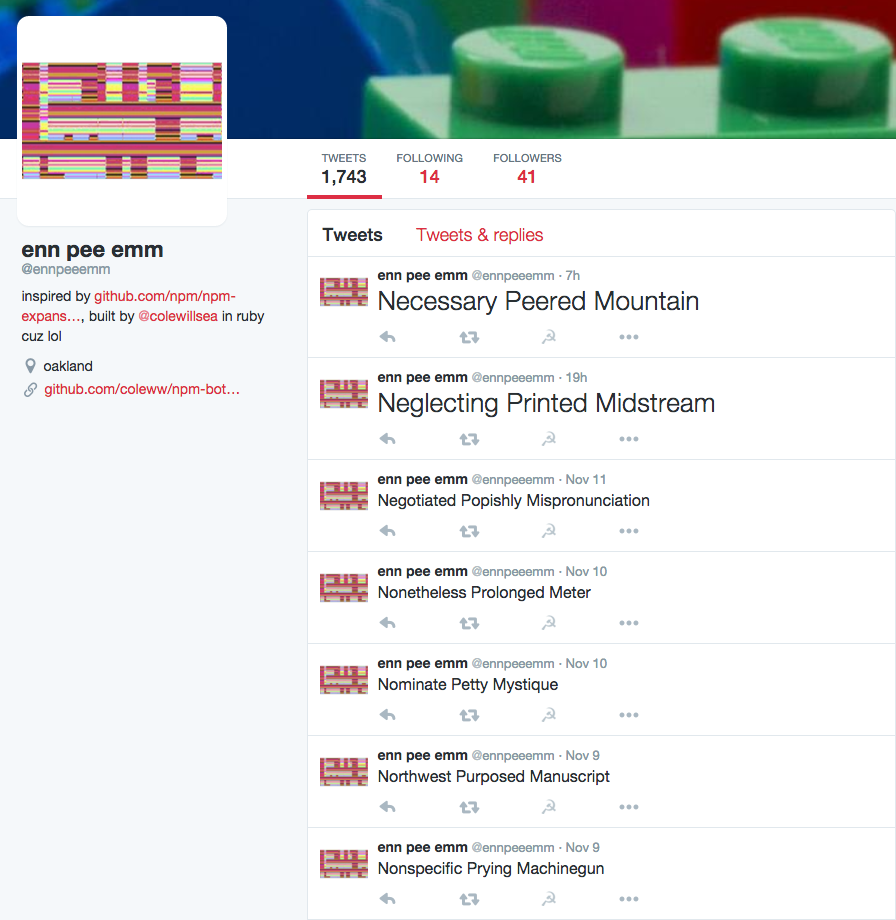 TWEETS
1,743
FOLLOWING
14
FOLLOWERS
41
enn pee emm
@ennpeeemm
inspired by github.com/npm/npm-
expans…, built by @colewillsea in ruby
cuz lol
oakland
github.com/coleww/npm-bot…
Tweets Tweets & replies
enn pee emm @ennpeeemm · 7h
Necessary Peered Mountain
enn pee emm @ennpeeemm · 19h
Neglecting Printed Midstream
enn pee emm @ennpeeemm · Nov 11
Negotiated Popishly Mispronunciation
enn pee emm @ennpeeemm · Nov 10
Nonetheless Prolonged Meter
enn pee emm @ennpeeemm · Nov 10
Nominate Petty Mystique
enn pee emm @ennpeeemm · Nov 9
Northwest Purposed Manuscript
enn pee emm @ennpeeemm · Nov 9
Nonspecific Prying Machinegun